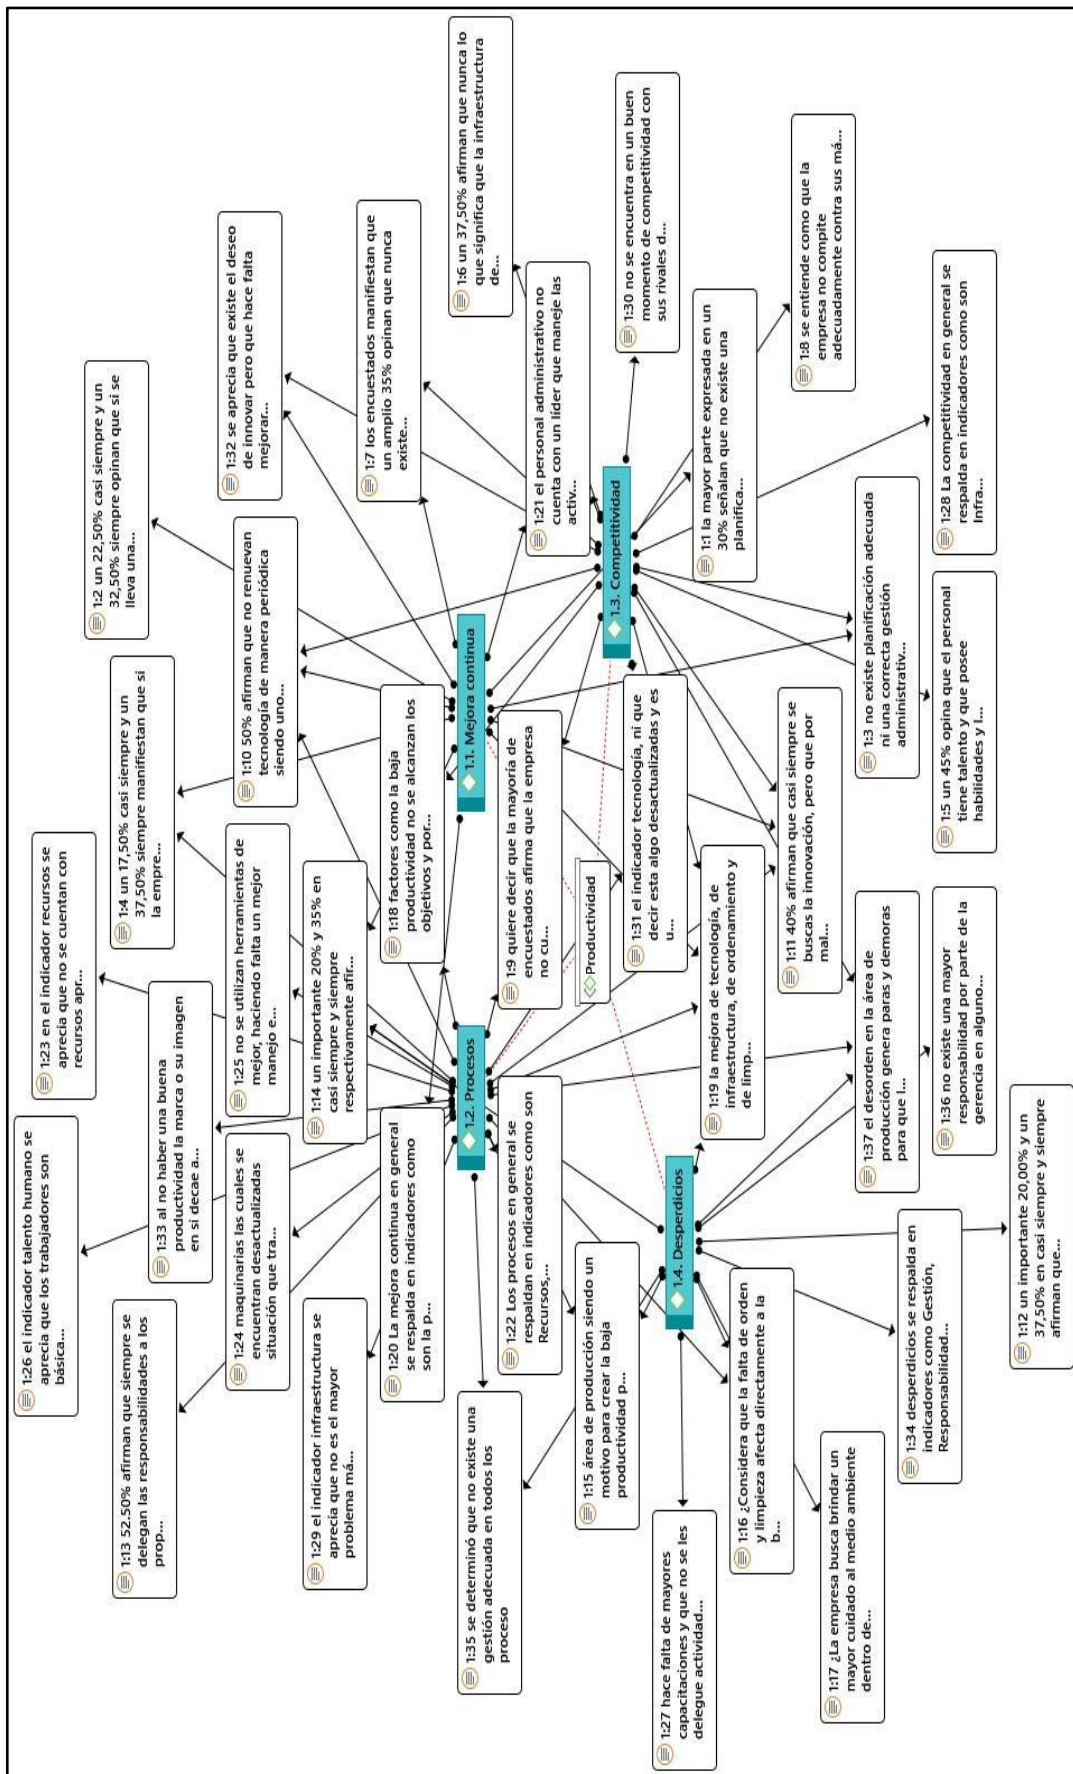 1:26 el indicador talento humano se
aprecia que los trabajadores son
básica...
1:23 en el indicador recursos se
aprecia que no se cuentan con
recursos apr...
1:2 un 22,50% casi siempre y un
32,50% siempre opinan que si se
lleva una...
1:13 52.50% afirman que siempre se
delegan las responsabilidades a los
prop...
1:33 al no haber una buena
productividad la marca o su imagen
en si decae a...
1:4 un 17,50% casi siempre y un
37,50% siempre manifiestan que si
la empre...
1:32 se aprecia que existe el deseo
de innovar pero que hace falta
mejorar...
1:24 maquinarias las cuales se
encuentran desactualizadas
situación que tra...
1:25 no se utilizan herramientas de
mejor, haciendo falta un mejor
manejo e...
1:10 50% afirman que no renuevan
tecnología de manera periódica
siendo uno...
1:29 el indicador infraestructura se
aprecia que no es el mayor
problema má...
1:14 un importante 20% y 35% en
casi siempre y siempre
respectivamente afir...
1:7 los encuestados manifiestan que
un amplio 35% opinan que nunca
existe...
1:20 La mejora continua en general
se respalda en indicadores como
son la p...
1:18 factores como la baja
productividad no se alcanzan los
objetivos y por...
1:6 un 37,50% afirman que nunca lo
que significa que la infraestructura
de...
1:35 se determinó que no existe una
gestión adecuada en todos los
proceso
1.2. Procesos
1.1. Mejora continua
1:22 Los procesos en general se
respaldan en indicadores como son
Recursos,...
1:9 quiere decir que la mayoría de
encuestados afirma que la empresa
no cu...
1:21 el personal administrativo no
cuenta con un líder que maneje las
activ...
1:15 área de producción siendo un
motivo para crear la baja
productividad p...
Productividad
1.3. Competitividad
1:30 no se encuentra en un buen
momento de competitividad con
sus rivales d...
1:27 hace falta de mayores
capacitaciones y que no se les
delegue actividad...
1.4. Desperdicios
1:31 el indicador tecnología, ni que
decir esta algo desactualizadas y es
u...
1:1 la mayor parte expresada en un
30% señalan que no existe una
planifica...
1:16 ¿Considera que la falta de orden
y limpieza afecta directamente a la
b...
1:19 la mejora de tecnología, de
infraestructura, de ordenamiento y
de limp...
1:11 40% afirman que casi siempre se
buscas la innovación, pero que por
mal...
1:8 se entiende como que la
empresa no compite
adecuadamente contra sus má...
1:17 ¿La empresa busca brindar un
mayor cuidado al medio ambiente
dentro de...
1:37 el desorden en la área de
producción genera paras y demoras
para que l...
1:3 no existe planificación adecuada
ni una correcta gestión
administrativ...
1:34 desperdicios se respalda en
indicadores como Gestión,
Responsabilidad...
1:36 no existe una mayor
responsabilidad por parte de la
gerencia en alguno...
1:5 un 45% opina que el personal
tiene talento y que posee
habilidades y l...
1:28 La competitividad en general se
respalda en indicadores como son
Infra...
1:12 un importante 20,00% y un
37,50% en casi siempre y siempre
afirman que...